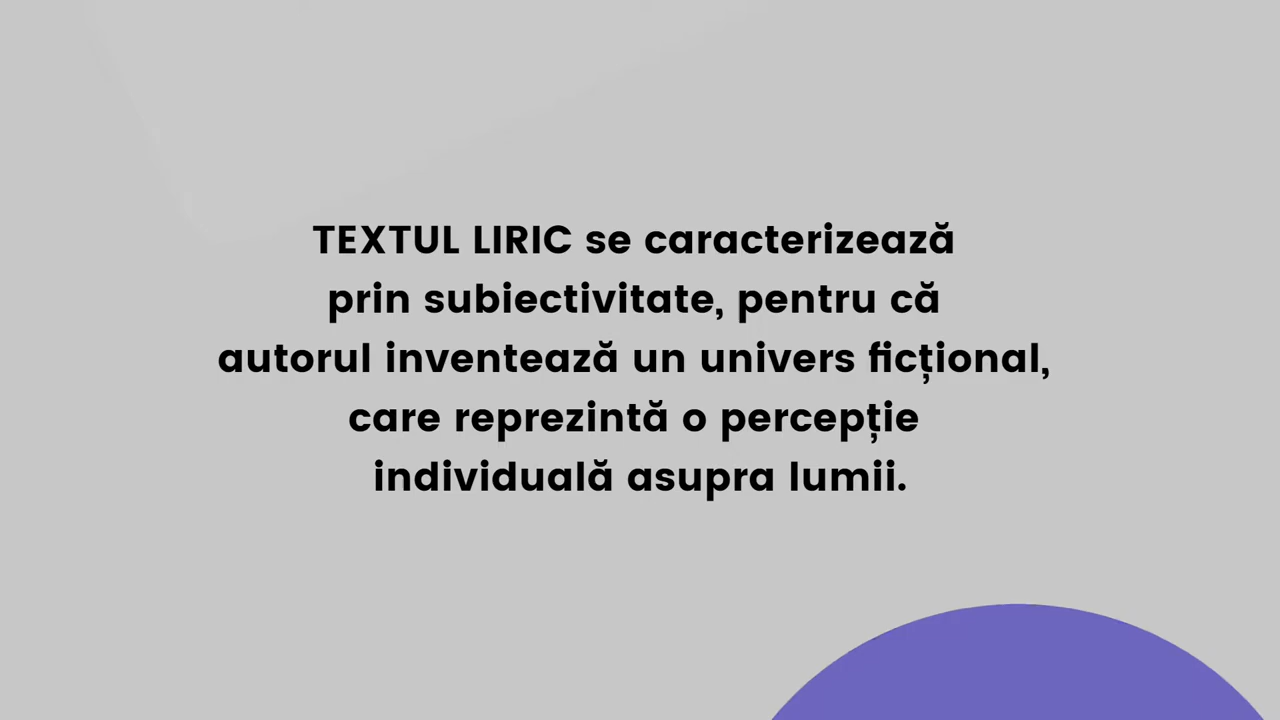 TEXTUL LIRIC se caracterizează
prin subiectivitate, pentru că
autorul inventează un univers ficțional,
care reprezintă o percepție
individuală asupra lumii.